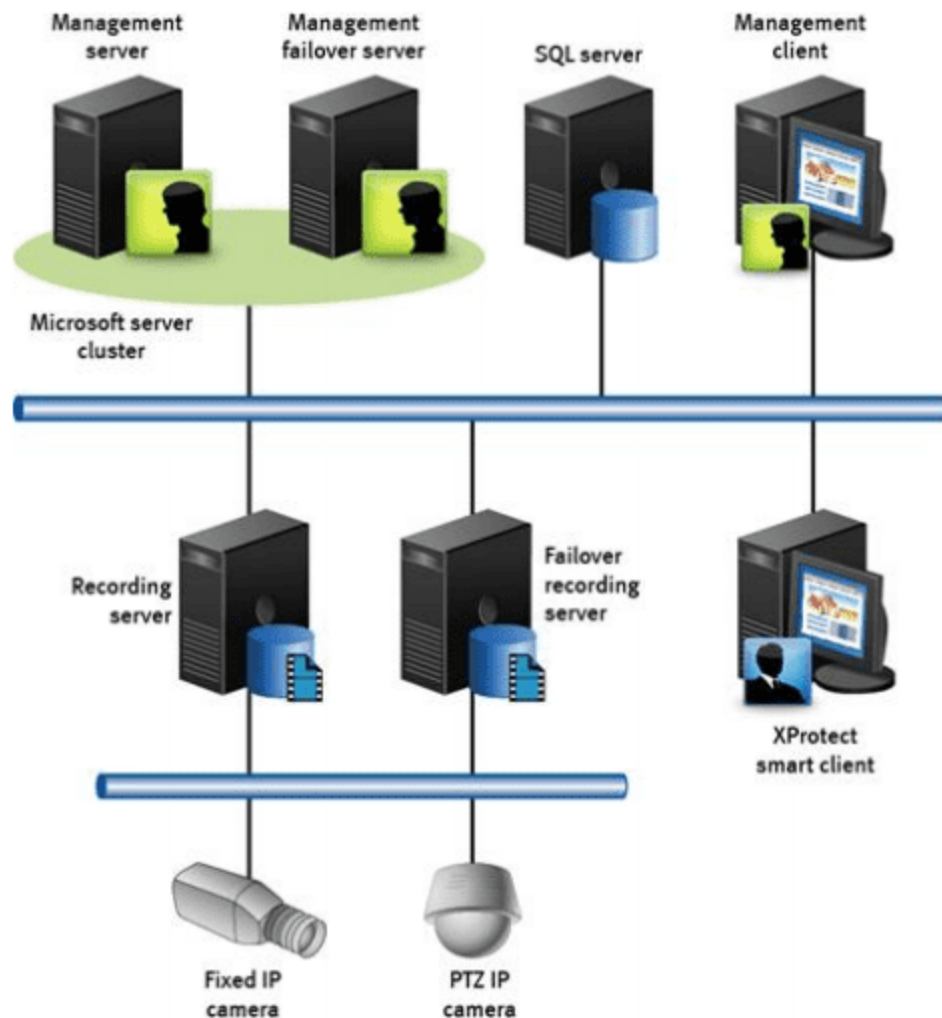 Management
server
Management
failover server
SQL server
Management
client
Microsoft server
cluster
Recording
server
Failover
recording
server
XProtect
smart client
Fixed IP
camera
PTZ IP
camera